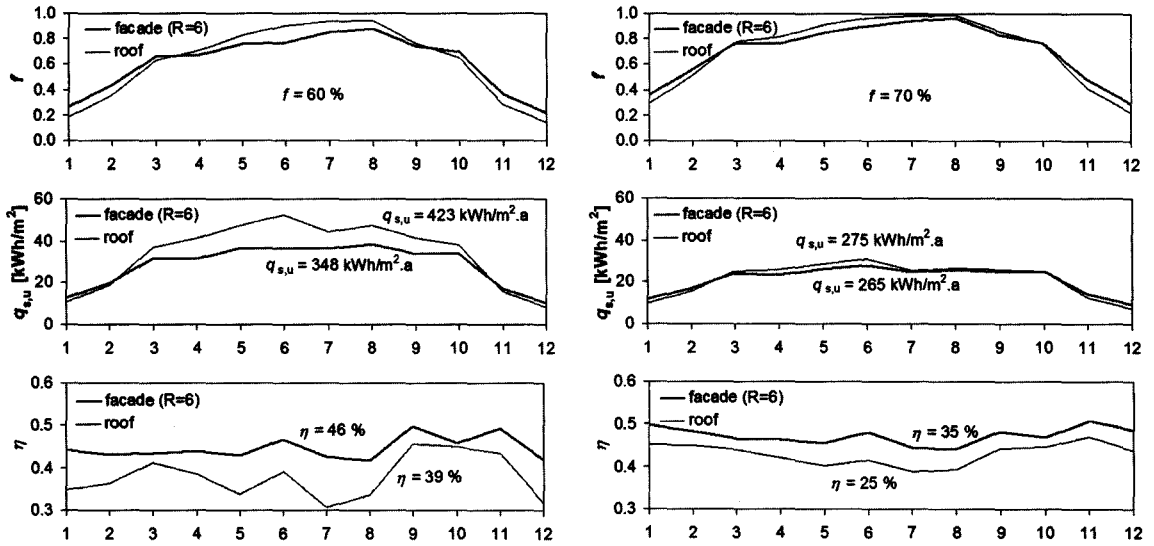 f
1.0
0.8
0.6
0.4
0.2
0.0
facade (R=6)
roof
f = 60 %
1 2 3 4 5 6 7 8 9 10 11 12
f
1.0
0.8
0.6
0.4
0.2
0.0
facade (R=6)
roof
f = 70 %
1 2 3 4 5 6 7 8 9 10 11 12
q s,u [kWh/m²]
60
40
20
0
facade (R=6)
roof
q s,u = 423 kWh/m².a
q s,u = 348 kWh/m².a
1 2 3 4 5 6 7 8 9 10 11 12
q s,u [kWh/m²]
60
40
20
0
facade (R=6)
roof
q s,u = 275 kWh/m².a
q s,u = 265 kWh/m².a
1 2 3 4 5 6 7 8 9 10 11 12
η
0.6
0.5
0.4
0.3
facade (R=6)
roof
η = 46 %
η = 39 %
1 2 3 4 5 6 7 8 9 10 11 12
η
0.6
0.5
0.4
0.3
facade (R=6)
roof
η = 35 %
η = 25 %
1 2 3 4 5 6 7 8 9 10 11 12